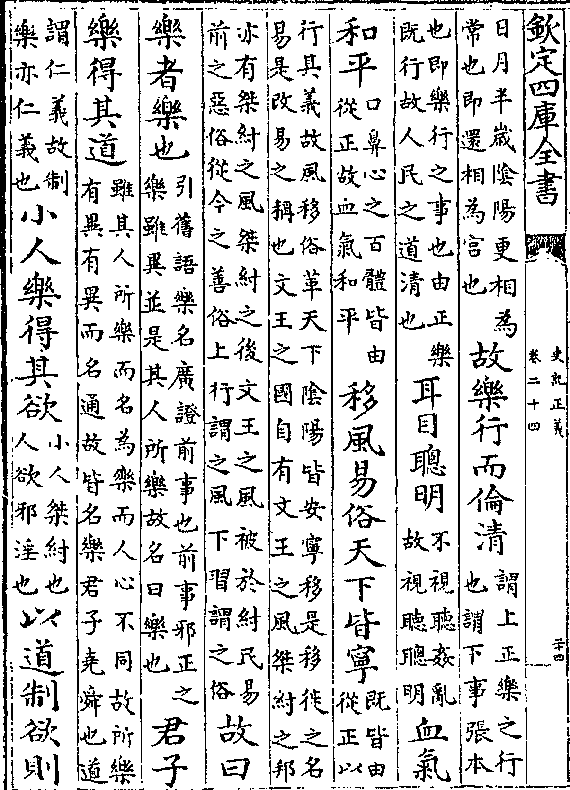 欽定四庫全書
史記正義
卷二十四
二十四
日月半歲陰陽更相為
常也即還相為宮也
故樂行而倫清
謂上正樂之行
也謂下事張本
也即樂行之事也由正樂
既行故人民之道清也
耳目聰明
不視聽姦亂
故視聽聰明
血氣
和平
口鼻心之百體皆由
從正故血氣和平
移風易俗天下皆寧
既皆由
從正以
行其義故風移俗革天下陰陽皆安寧移是移徙之名
易是改易之稱也文王之國自有文王之風桀紂之邦
亦有桀紂之風桀紂之後文王之風被於紂民易
前之惡俗從今之善俗上行謂之風下習謂之俗
故曰
樂者樂也
引舊語樂名廣證前事也前事邪正之
樂雖異並是其人所樂故名曰樂也
君子
樂得其道
雖其人所樂而名為樂而人心不同故所樂
有異有異而名通故皆名樂君子堯舜也道
謂仁義故制
樂亦仁義也
小人樂得其欲
小人桀紂也
人欲邪淫也
以道制欲則